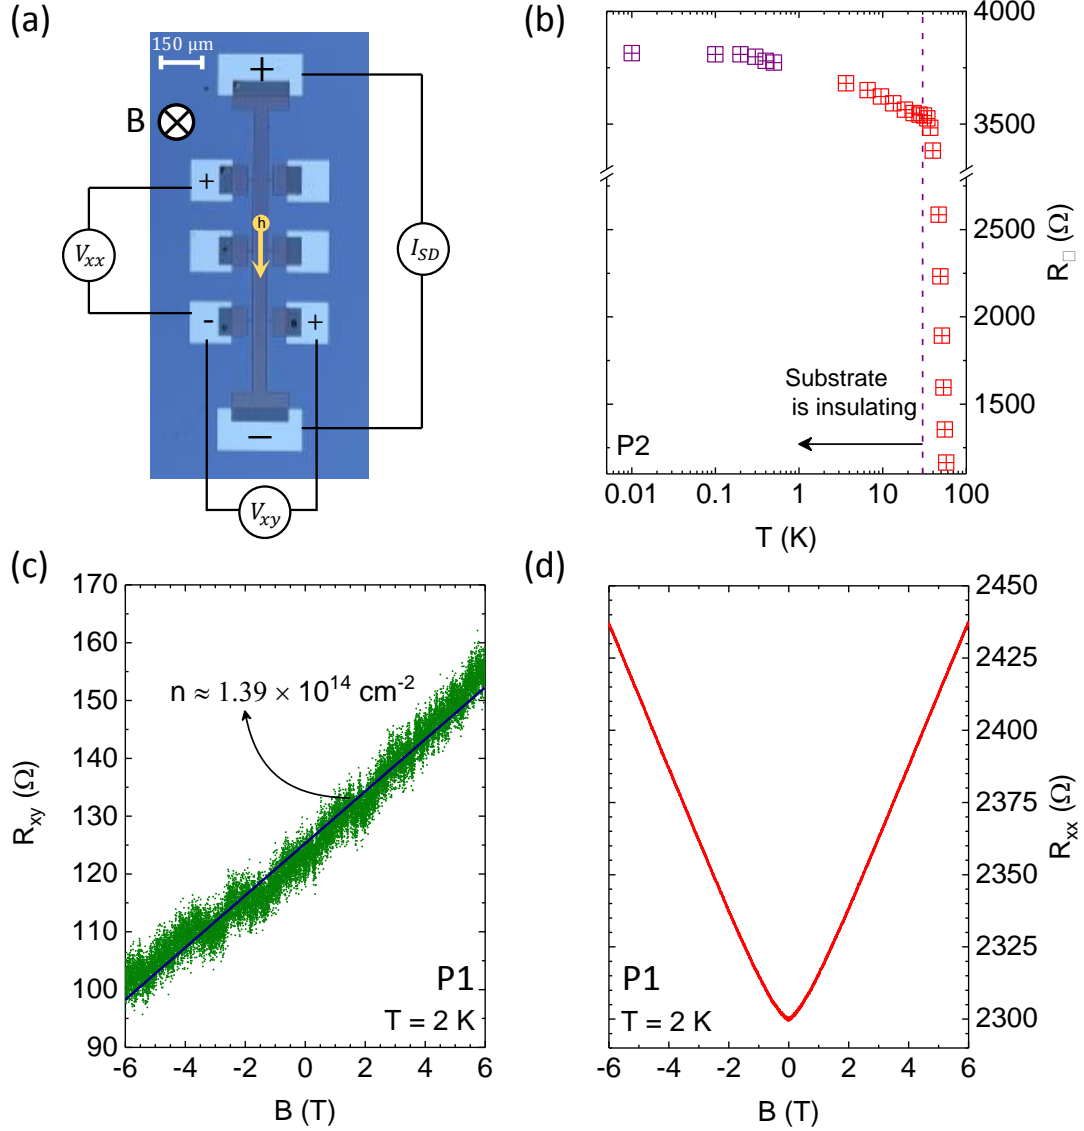 (a)
150 μm
+
B
+
h
V_xx
I_SD
-
+
−
V_xy
(b)
4000
3500
2500
2000
1500
R□ (Ω)
Substrate
is insulating
P2
0.01 0.1 1 10 100
T (K)
(c)
170
160
150
140
130
120
110
100
90
R_xy (Ω)
n ≈ 1.39 × 10^14 cm^-2
P1
T = 2 K
-6 -4 -2 0 2 4 6
B (T)
(d)
2450
2425
2400
2375
2350
2325
2300
R_xx (Ω)
P1
T = 2 K
-6 -4 -2 0 2 4 6
B (T)